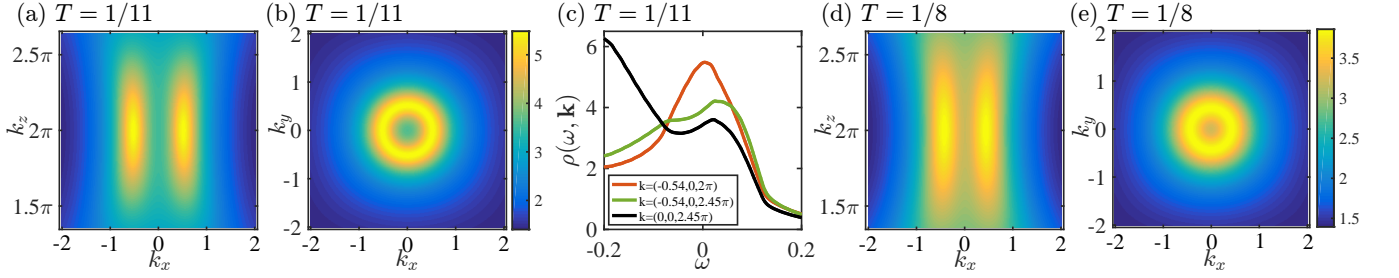 (a) T = 1/11
2.5π
2π
1.5π
k_z
-2 -1 0 1 2
k_x
(b) T = 1/11
2
1
0
-1
-2
k_y
-2 -1 0 1 2
k_x
5
4
3
2
(c) T = 1/11
6
4
2
0
ρ(ω, k)
k=(-0.54,0,2π)
k=(-0.54,0,2.45π)
k=(0,0,2.45π)
-0.2 0 0.2
ω
(d) T = 1/8
2.5π
2π
1.5π
k_z
-2 -1 0 1 2
k_x
(e) T = 1/8
2
1
0
-1
-2
k_y
-2 -1 0 1 2
k_x
3.5
3
2.5
2
1.5